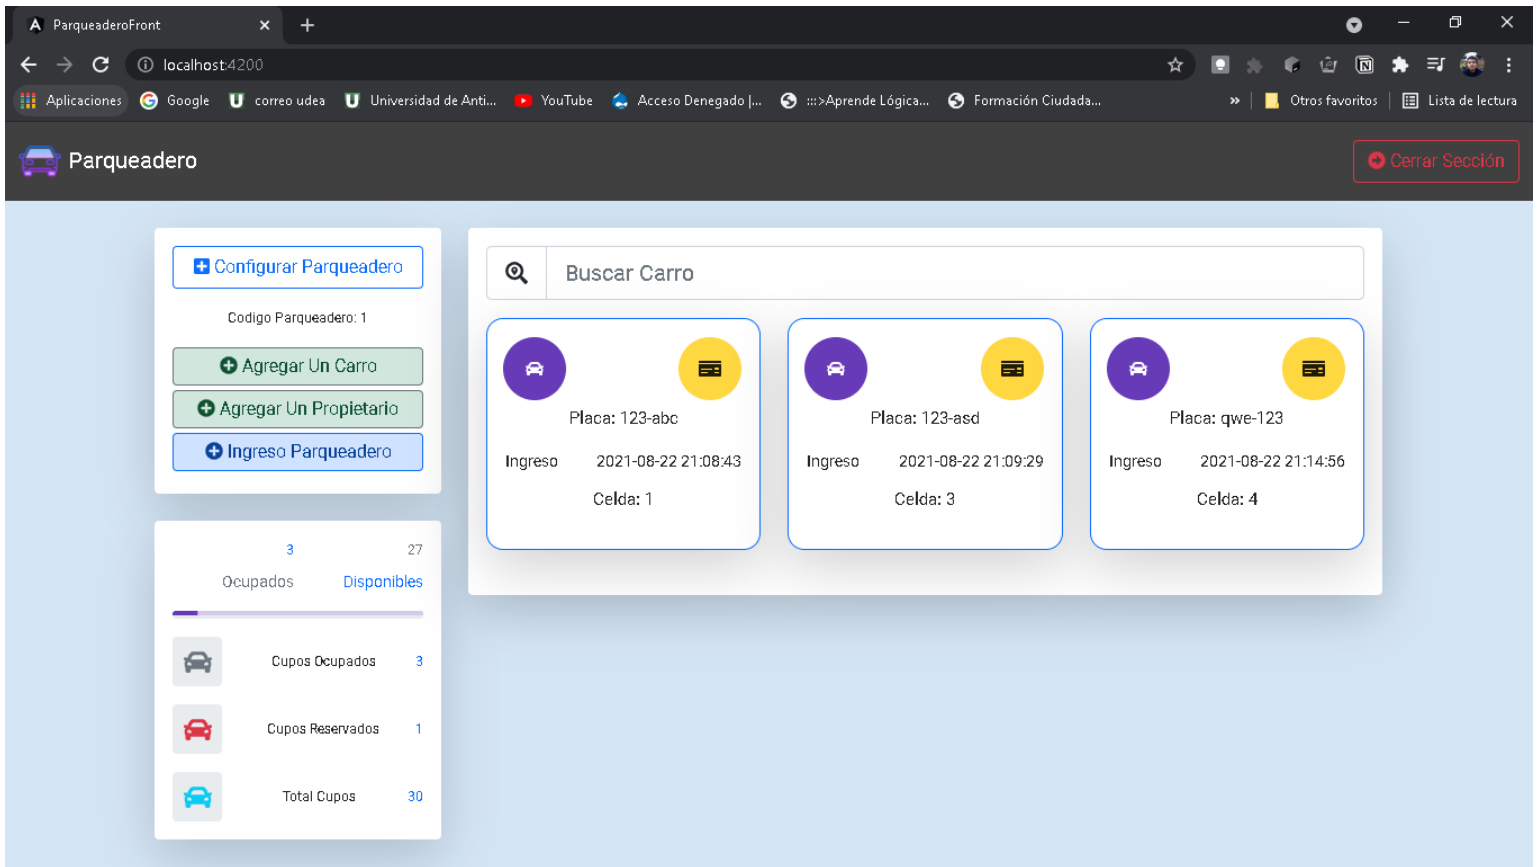 ParqueaderoFront
localhost:4200
Aplicaciones Google correo udea Universidad de Anti... YouTube Acceso Denegado |... :::>Aprende Lógica... Formación Ciudada... » Otros favoritos Lista de lectura
Parqueadero
Cerrar Sección
Configurar Parqueadero
Codigo Parqueadero: 1
Agregar Un Carro
Agregar Un Propietario
Ingreso Parqueadero
3 27
Ocupados Disponibles
Cupos Ocupados 3
Cupos Reservados 1
Total Cupos 30
Buscar Carro
Placa: 123-abc
Ingreso 2021-08-22 21:08:43
Celda: 1
Placa: 123-asd
Ingreso 2021-08-22 21:09:29
Celda: 3
Placa: qwe-123
Ingreso 2021-08-22 21:14:56
Celda: 4